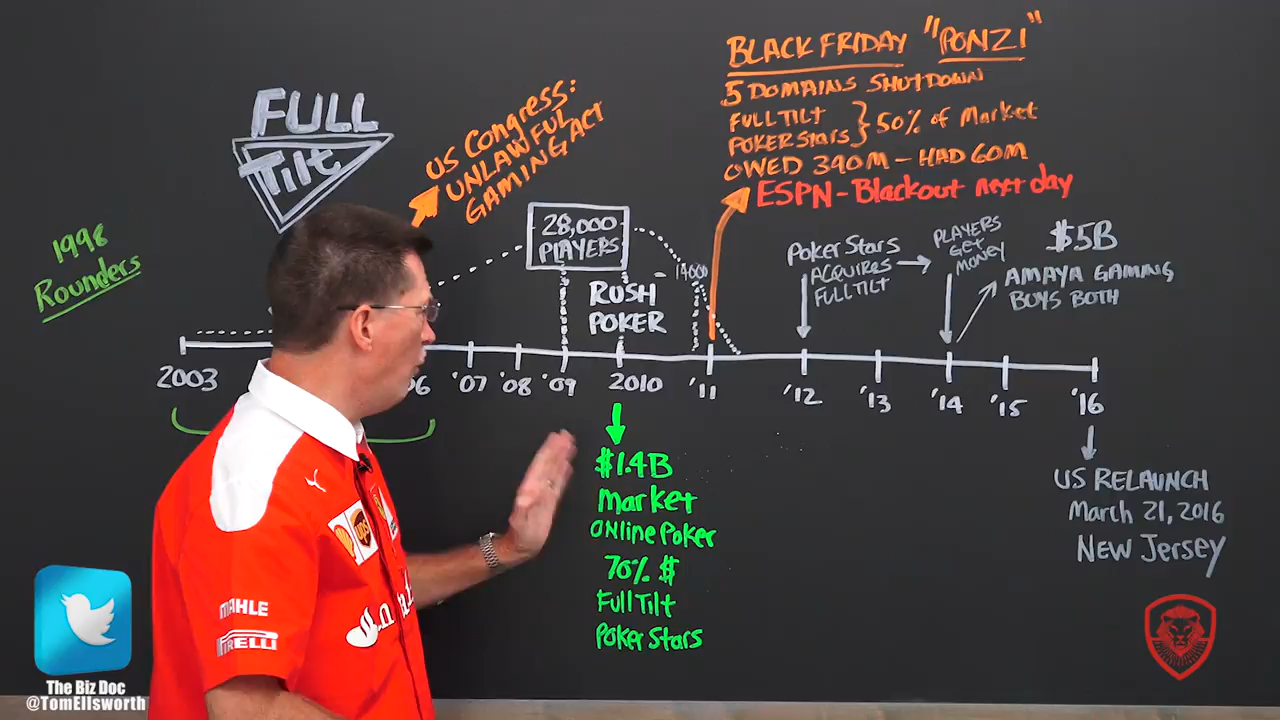 FULL
Tilt
1998
Rounders
US Congress:
UNLAWFUL
GAMING ACT
28,000
PLAYERS
RUSH
POKER
14000
BLACK FRIDAY "PONZI"
5 DOMAINS SHUTDOWN
FULL TILT
POKER STARS } 50% of Market
OWED 390M - HAD 60M
ESPN - Blackout next day
Poker Stars
ACQUIRES
FULL TILT
PLAYERS
Get
MONEY
$5B
AMAYA GAMING
BUYS BOTH
2003
06
'07
'08
'09
2010
'11
'12
'13
'14
'15
'16
$1.4B
Market
ONline Poker
70% $
Full Tilt
Poker Stars
US RELAUNCH
March 21, 2016
NEW Jersey
ups
MAHLE
PIRELLI
The Biz Doc
@TomEllsworth